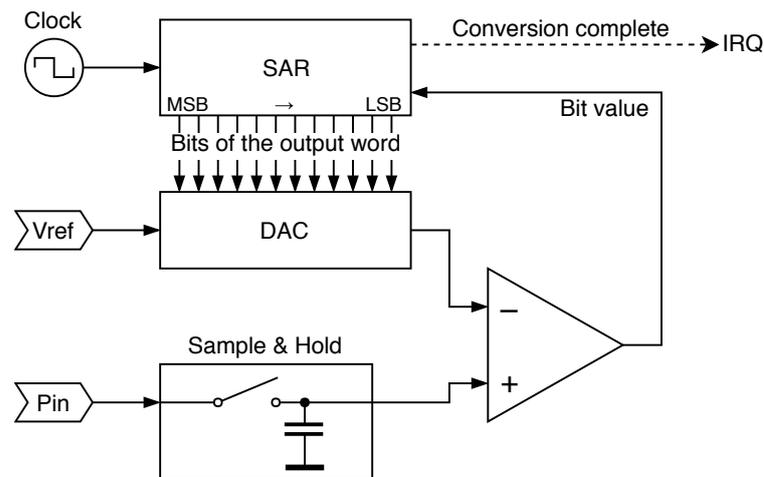 Clock
Conversion complete
IRQ
SAR
MSB → LSB
Bit value
Bits of the output word
Vref
DAC
−
Sample & Hold
Pin
+